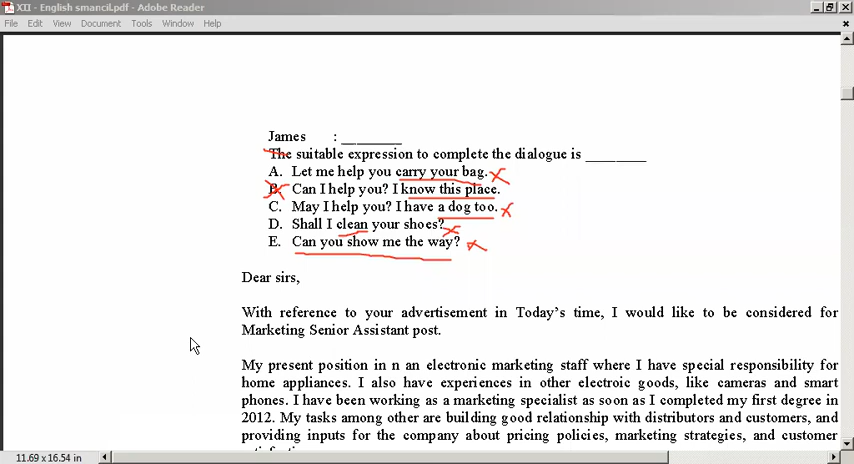 XII - English smancil.pdf - Adobe Reader
File Edit View Document Tools Window Help
James : ________
The suitable expression to complete the dialogue is ________
A. Let me help you carry your bag.
B. Can I help you? I know this place.
C. May I help you? I have a dog too.
D. Shall I clean your shoes?
E. Can you show me the way?
Dear sirs,
With reference to your advertisement in Today's time, I would like to be considered for
Marketing Senior Assistant post.
My present position in n an electronic marketing staff where I have special responsibility for
home appliances. I also have experiences in other electroic goods, like cameras and smart
phones. I have been working as a marketing specialist as soon as I completed my first degree in
2012. My tasks among other are building good relationship with distributors and customers, and
providing inputs for the company about pricing policies, marketing strategies, and customer
11.69 x 16.54 in